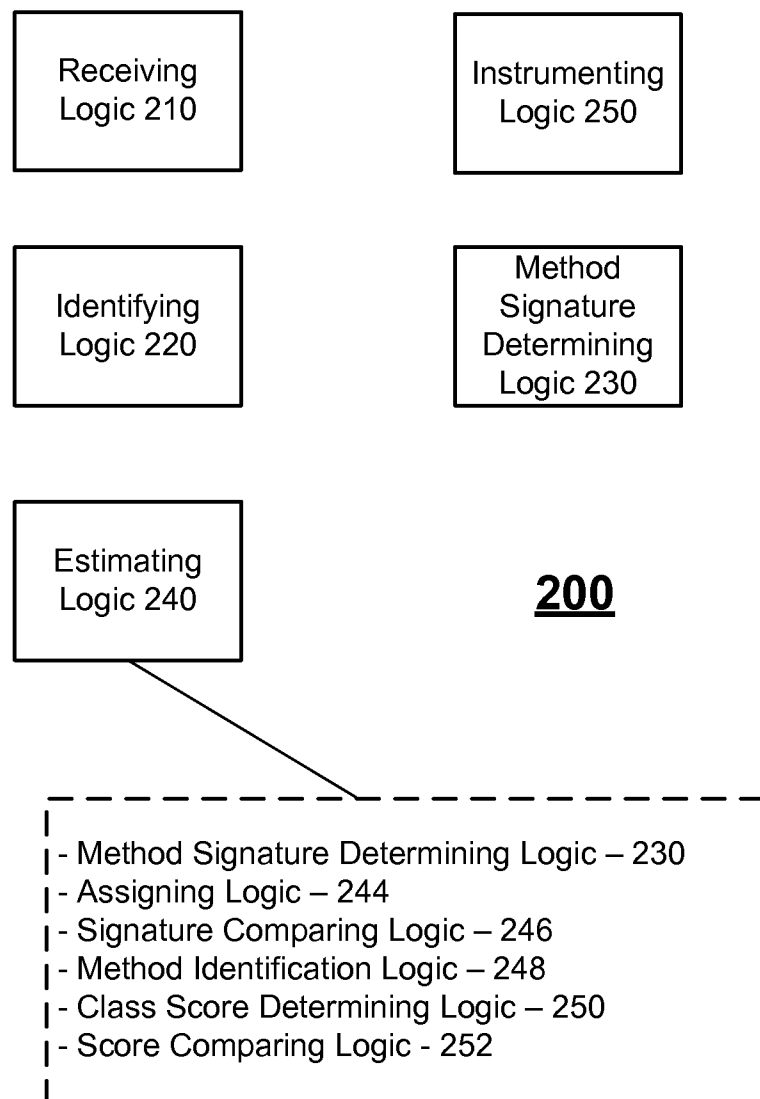 Receiving
Logic 210
Instrumenting
Logic 250
Identifying
Logic 220
Method
Signature
Determining
Logic 230
Estimating
Logic 240
200
- Method Signature Determining Logic – 230
- Assigning Logic – 244
- Signature Comparing Logic – 246
- Method Identification Logic – 248
- Class Score Determining Logic – 250
- Score Comparing Logic - 252